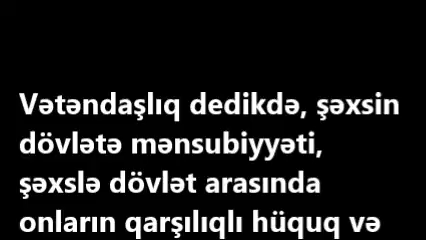 Vətəndaşlıq dedikdə, şəxsin
dövlətə mənsubiyyəti,
şəxslə dövlət arasında
onların qarşılıqlı hüquq və